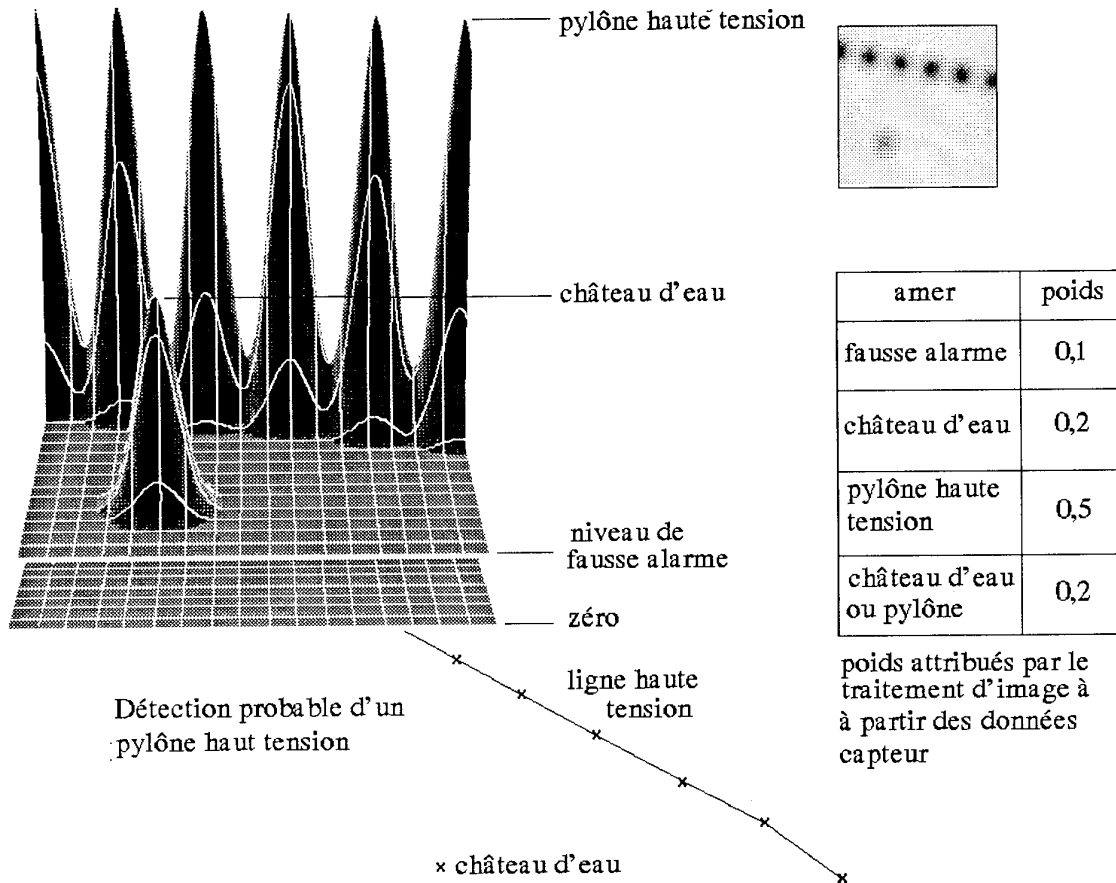 pylône haute tension
château d'eau
niveau de
fausse alarme
zéro
amer poids
fausse alarme 0,1
château d'eau 0,2
pylône haute
tension 0,5
château d'eau
ou pylône 0,2
poids attribués par le
traitement d'image à
à partir des données
capteur
Détection probable d'un
pylône haut tension
ligne haute
tension
× château d'eau